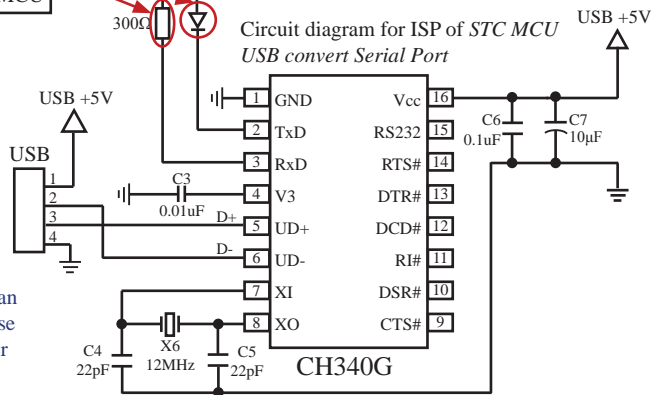 MCU
300Ω
Circuit diagram for ISP of STC MCU
USB convert Serial Port
USB +5V
USB +5V
USB
1
2
3
4
1 GND
2 TxD
3 RxD
4 V3
5 UD+
6 UD-
7 XI
8 XO
Vcc 16
RS232 15
RTS# 14
DTR# 13
DCD# 12
RI# 11
DSR# 10
CTS# 9
CH340G
C3
0.01uF
D+
D-
C6
0.1uF
C7
10μF
an
se
r
C4
22pF
X6
12MHz
C5
22pF